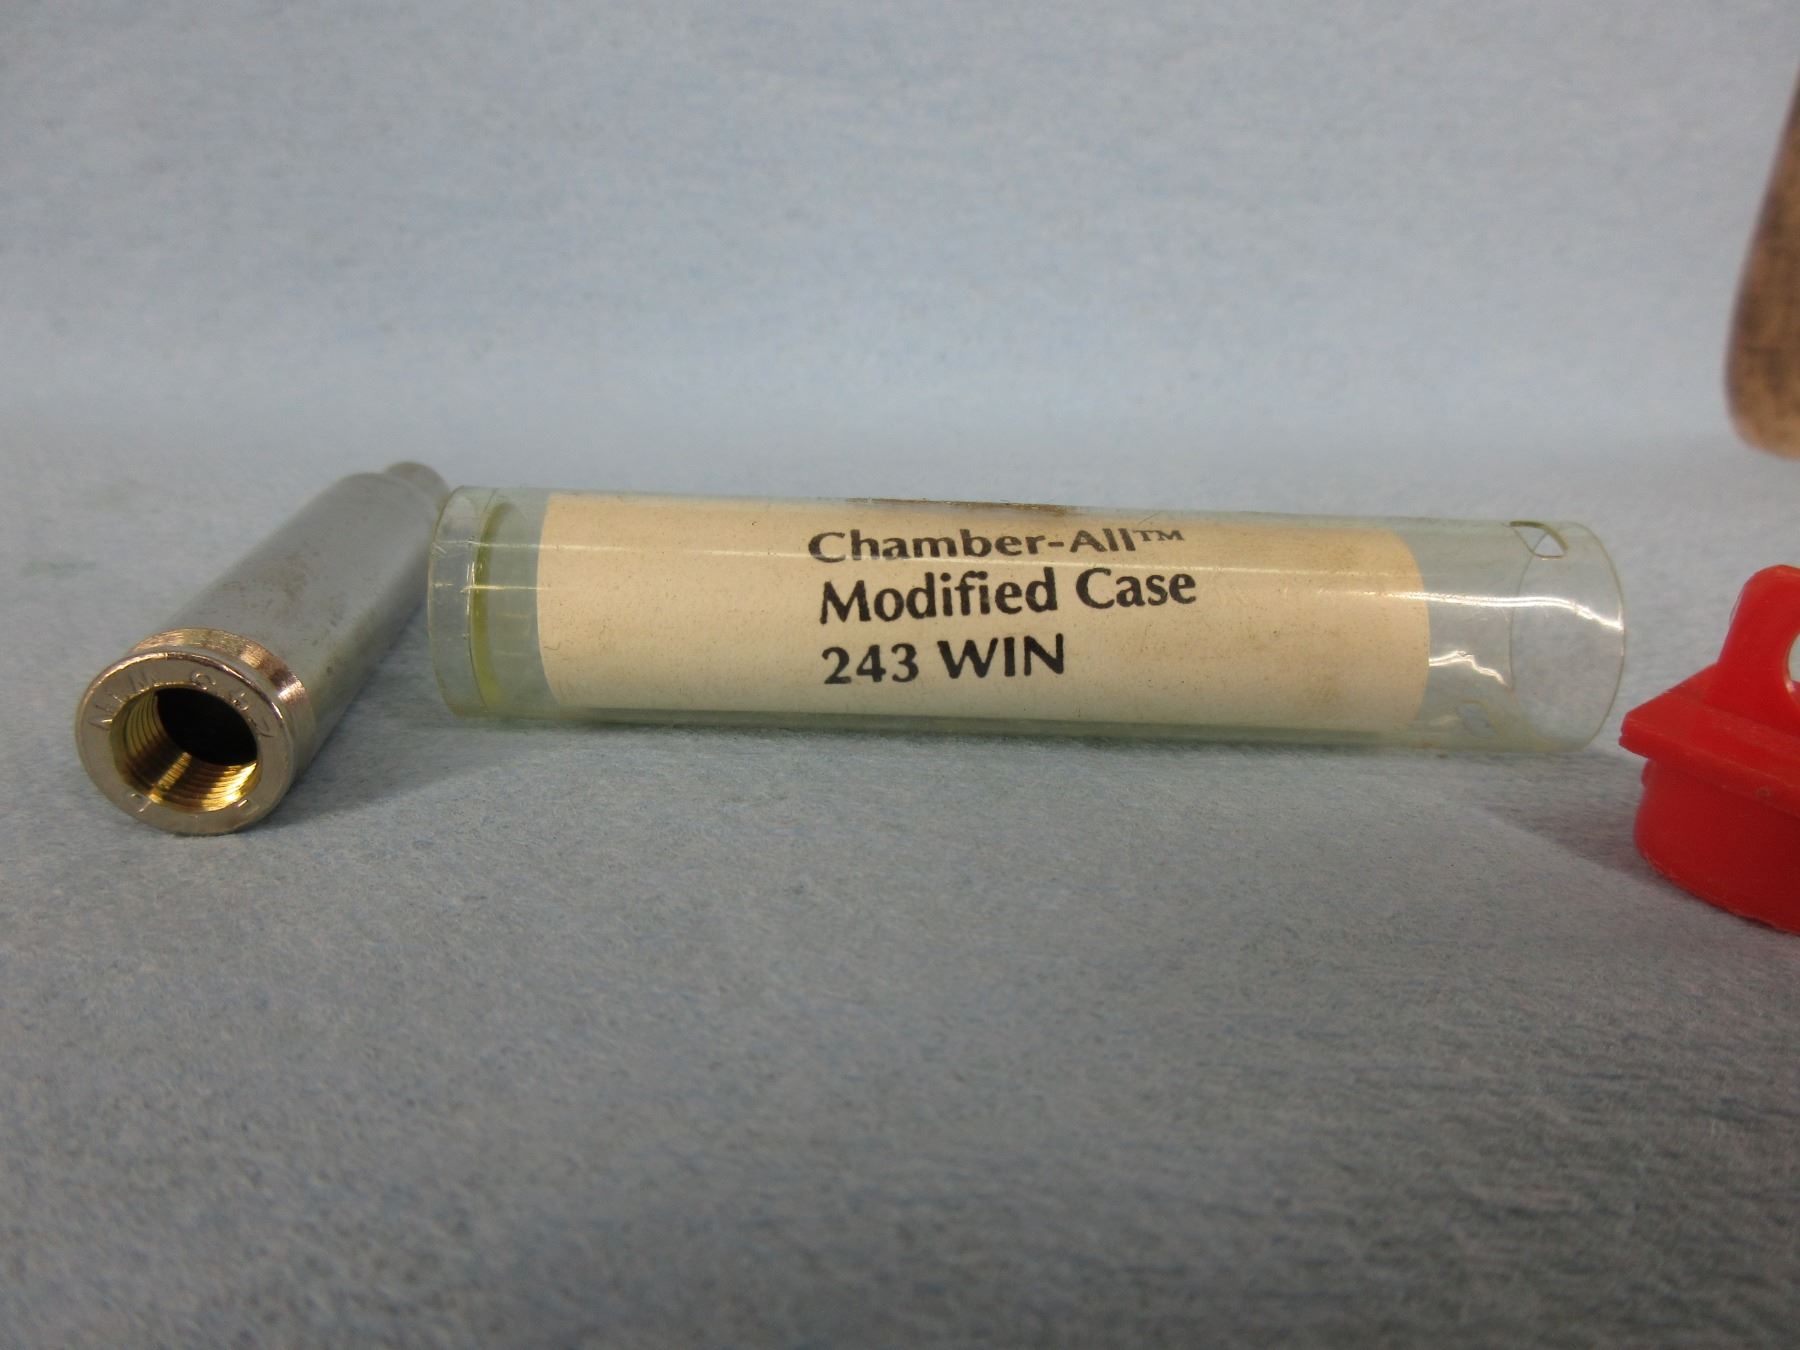 Chamber-All™
Modified Case
243 WIN